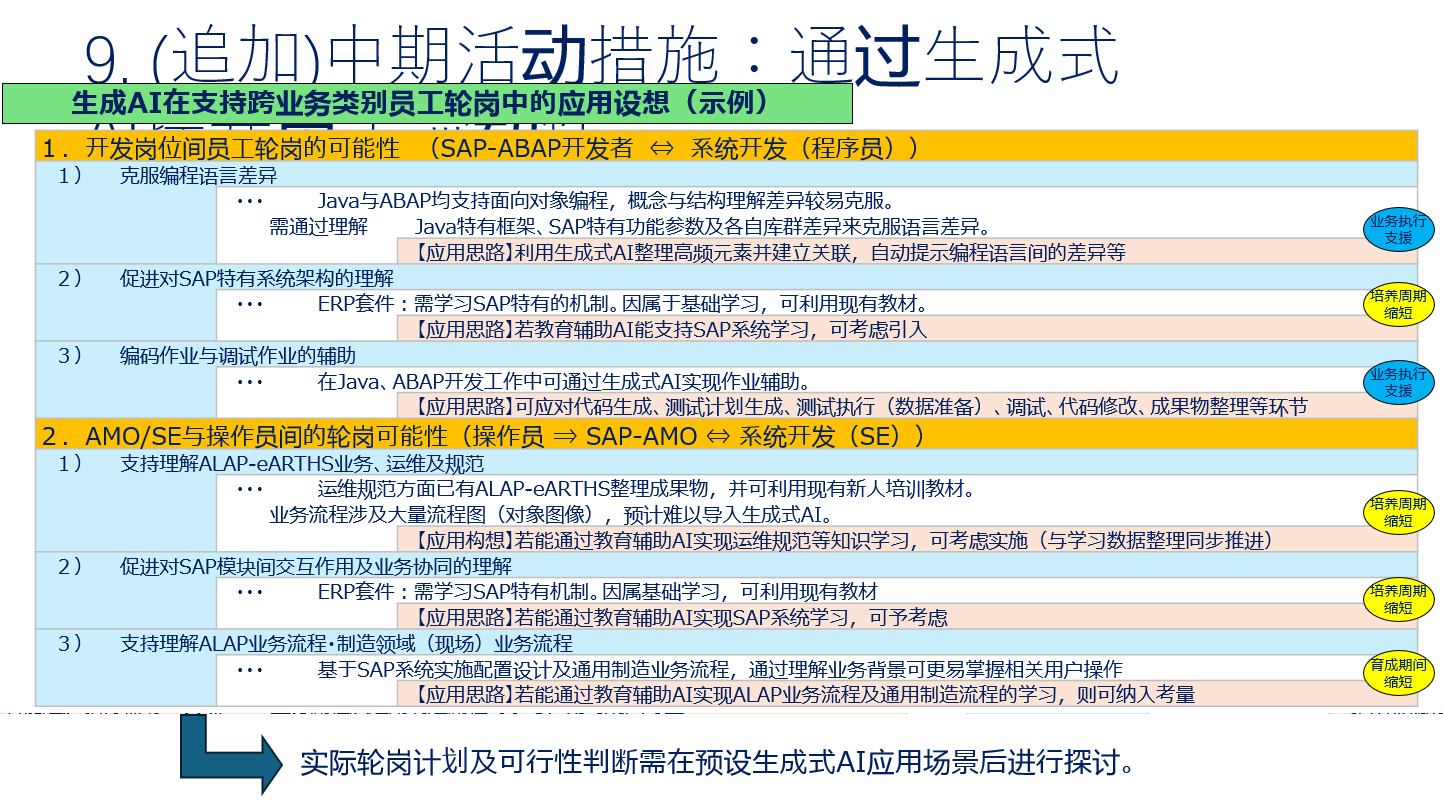 9. (追加)中期活动措施：通过生成式
生成AI在支持跨业务类别员工轮岗中的应用设想（示例）
1．开发岗位间员工轮岗的可能性 （SAP-ABAP开发者 ⇔ 系统开发（程序员））
1） 克服编程语言差异
･･･ Java与ABAP均支持面向对象编程，概念与结构理解差异较易克服。
需通过理解 Java特有框架、SAP特有功能参数及各自库群差异来克服语言差异。
业务执行
支援
【应用思路】利用生成式AI整理高频元素并建立关联，自动提示编程语言间的差异等
2） 促进对SAP特有系统架构的理解
･･･ ERP套件：需学习SAP特有的机制。因属于基础学习，可利用现有教材。
培养周期
缩短
【应用思路】若教育辅助AI能支持SAP系统学习，可考虑引入
3） 编码作业与调试作业的辅助
･･･ 在Java、ABAP开发工作中可通过生成式AI实现作业辅助。
业务执行
支援
【应用思路】可应对代码生成、测试计划生成、测试执行（数据准备）、调试、代码修改、成果物整理等环节
2．AMO/SE与操作员间的轮岗可能性（操作员 ⇒ SAP-AMO ⇔ 系统开发（SE））
1） 支持理解ALAP-eARTHS业务、运维及规范
･･･ 运维规范方面已有ALAP-eARTHS整理成果物，并可利用现有新人培训教材。
业务流程涉及大量流程图（对象图像），预计难以导入生成式AI。
培养周期
缩短
【应用构想】若能通过教育辅助AI实现运维规范等知识学习，可考虑实施（与学习数据整理同步推进）
2） 促进对SAP模块间交互作用及业务协同的理解
･･･ ERP套件：需学习SAP特有机制。因属基础学习，可利用现有教材
培养周期
缩短
【应用思路】若能通过教育辅助AI实现SAP系统学习，可予考虑
3） 支持理解ALAP业务流程･制造领域（现场）业务流程
･･･ 基于SAP系统实施配置设计及通用制造业务流程，通过理解业务背景可更易掌握相关用户操作
育成期间
缩短
【应用思路】若能通过教育辅助AI实现ALAP业务流程及通用制造流程的学习，则可纳入考量
实际轮岗计划及可行性判断需在预设生成式AI应用场景后进行探讨。